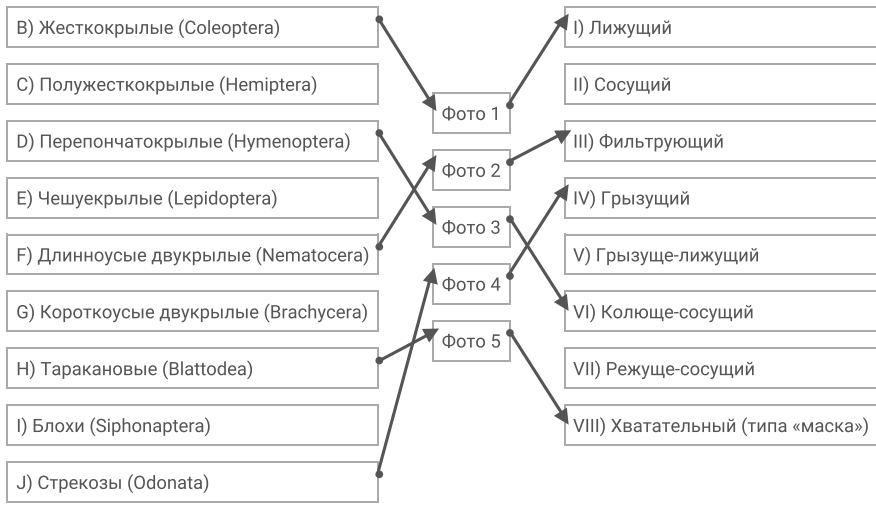 B) Жесткокрылые (Coleoptera)
C) Полужесткокрылые (Hemiptera)
D) Перепончатокрылые (Hymenoptera)
E) Чешуекрылые (Lepidoptera)
F) Длинноусые двукрылые (Nematocera)
G) Короткоусые двукрылые (Brachycera)
H) Таракановые (Blattodea)
I) Блохи (Siphonaptera)
J) Стрекозы (Odonata)
Фото 1
Фото 2
Фото 3
Фото 4
Фото 5
I) Лижущий
II) Сосущий
III) Фильтрующий
IV) Грызущий
V) Грызуще-лижущий
VI) Колюще-сосущий
VII) Режуще-сосущий
VIII) Хватательный (типа «маска»)